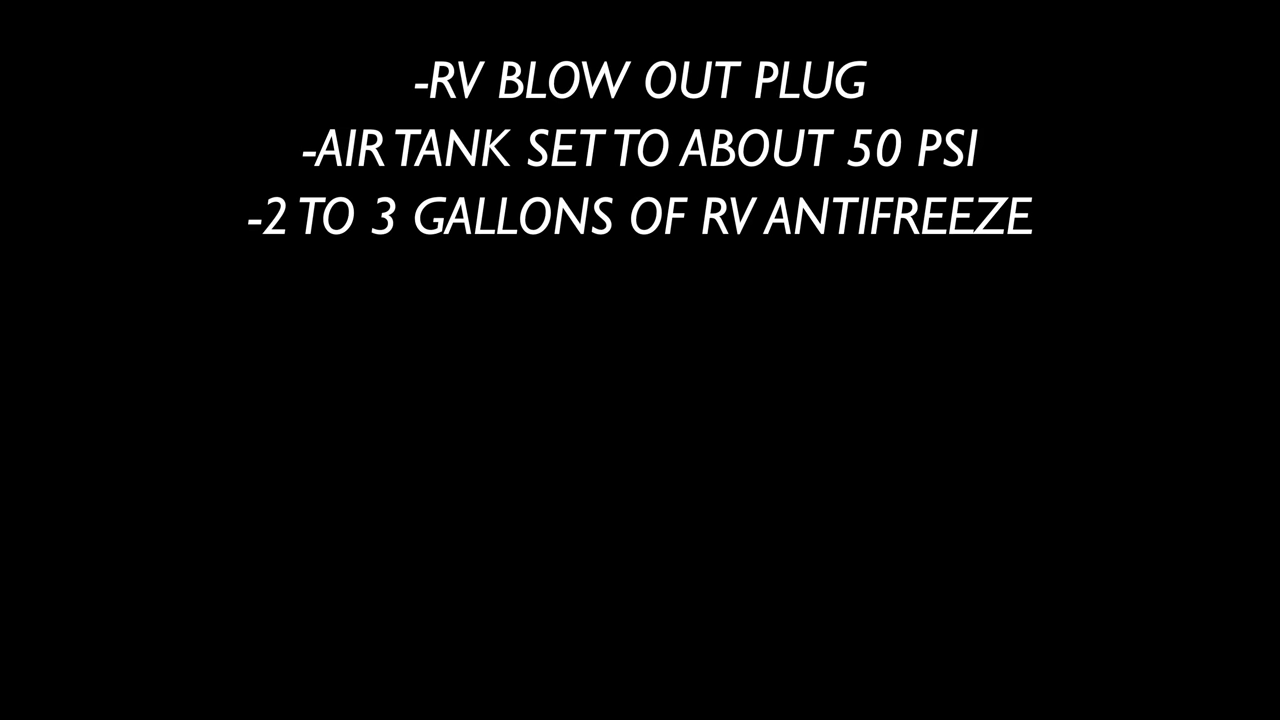 -RV BLOW OUT PLUG
-AIR TANK SET TO ABOUT 50 PSI
-2 TO 3 GALLONS OF RV ANTIFREEZE